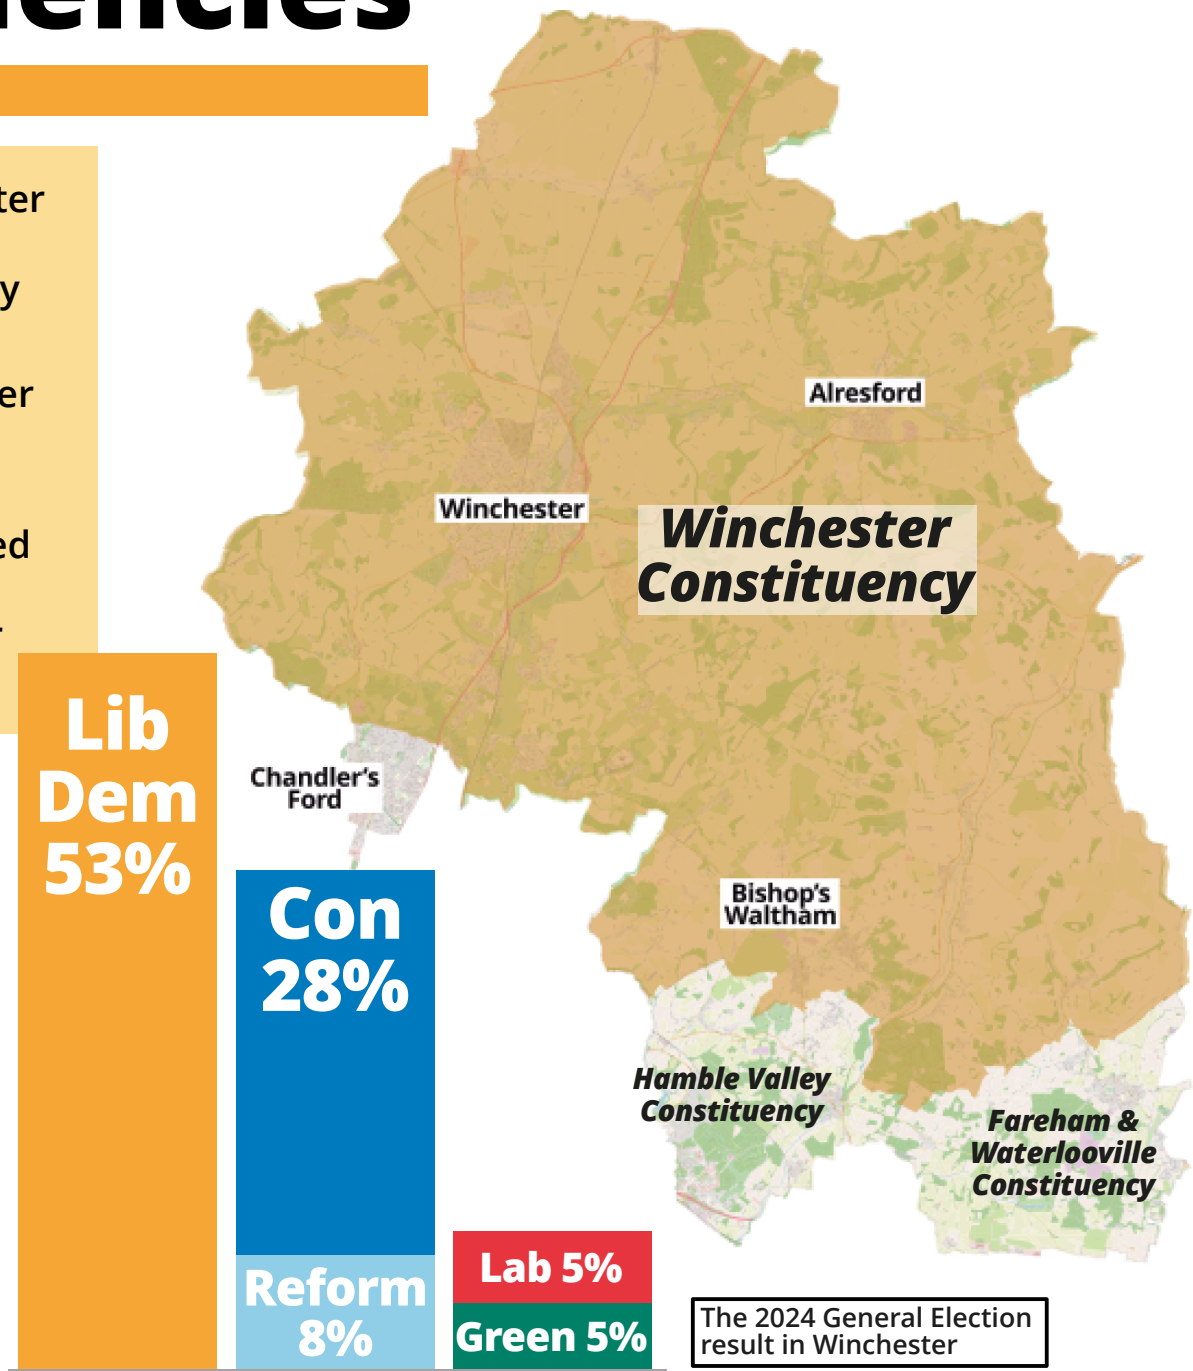 Alresford
Winchester
Winchester
Constituency
Chandler's
Ford
Bishop's
Waltham
Hamble Valley
Constituency
Fareham &
Waterlooville
Constituency
Lib
Dem
53%
Con
28%
Reform
8%
Lab 5%
Green 5%
The 2024 General Election
result in Winchester